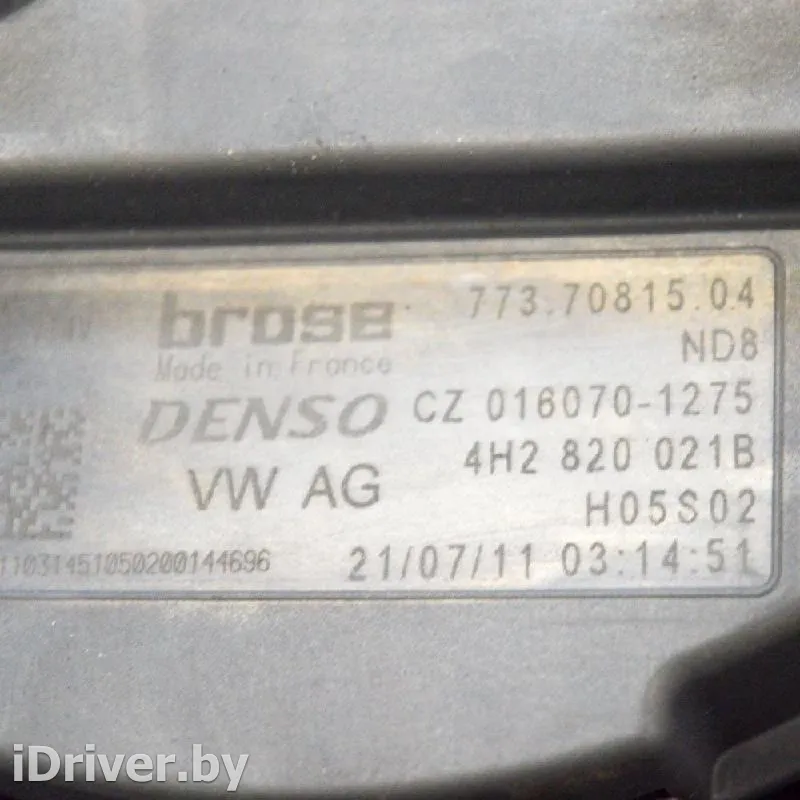 brose 773.70815.04
Made in France ND8
DENSO CZ 016070-1275
VW AG 4H2 820 021B
H05S02
11031451050200144696 21/07/11 03:14:51
iDriver.by